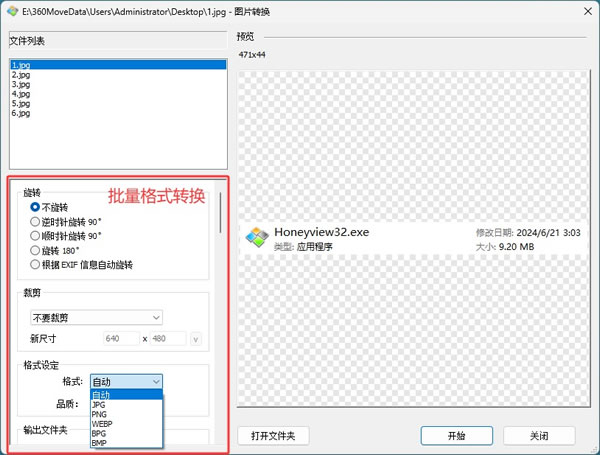 E:\360MoveData\Users\Administrator\Desktop\1.jpg - 图片转换
文件列表
1.jpg
2.jpg
3.jpg
4.jpg
5.jpg
6.jpg
批量格式转换
旋转
不旋转
逆时针旋转 90°
顺时针旋转 90°
旋转 180°
根据 EXIF 信息自动旋转
裁剪
不要裁剪
新尺寸 640 x 480 v
格式设定
格式: 自动
自动
JPG
PNG
WEBP
BPG
BMP
品质:
输出文件夹
预览
471x44
Honeyview32.exe
类型: 应用程序
修改日期: 2024/6/21 3:03
大小: 9.20 MB
打开文件夹
开始
关闭